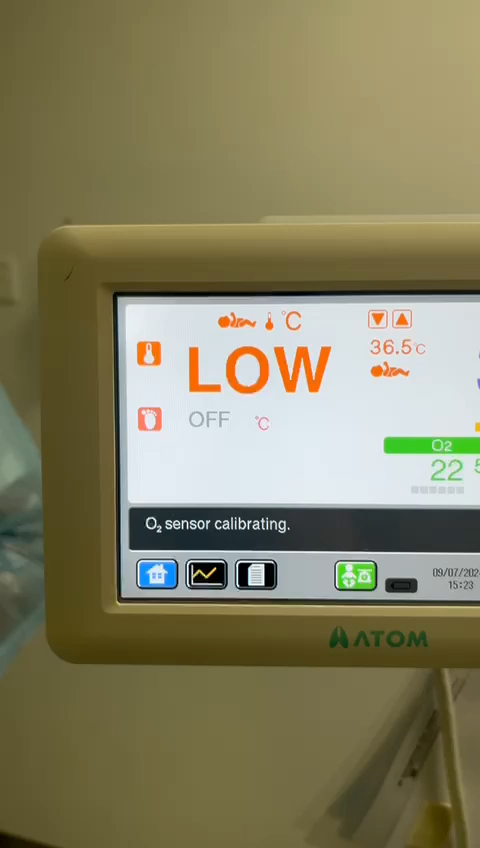 ℃
LOW
36.5℃
OFF ℃
O2
22
O₂ sensor calibrating.
09/07/202
15:23
ATOM